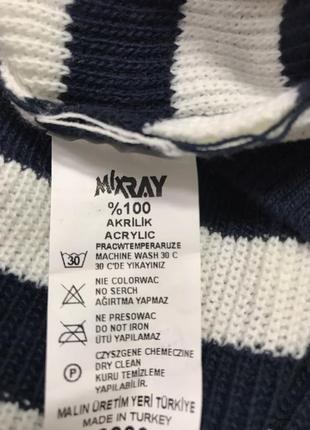 MIXRAY
%100
AKRİLİK
ACRYLIC
PRACWTEMPERARUZE
30 MACHINE WASH 30 C
30 C'DE YIKAYINIZ
NIE COLORWAC
NO SERCH
AĞIRTMA YAPMAZ
NE PRESOWAC
DO NOT IRON
ÜTÜ YAPILAMAZ
CZYSZGENE CHEMECZINE
P DRY CLEAN
KURU TEMİZLEME
YAPILABİLİR.
MALIN ÜRETİM YERİ TÜRKİYE
MADE IN TURKEY